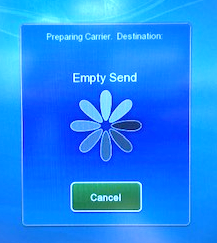 Preparing Carrier. Destination:
Empty Send
Cancel